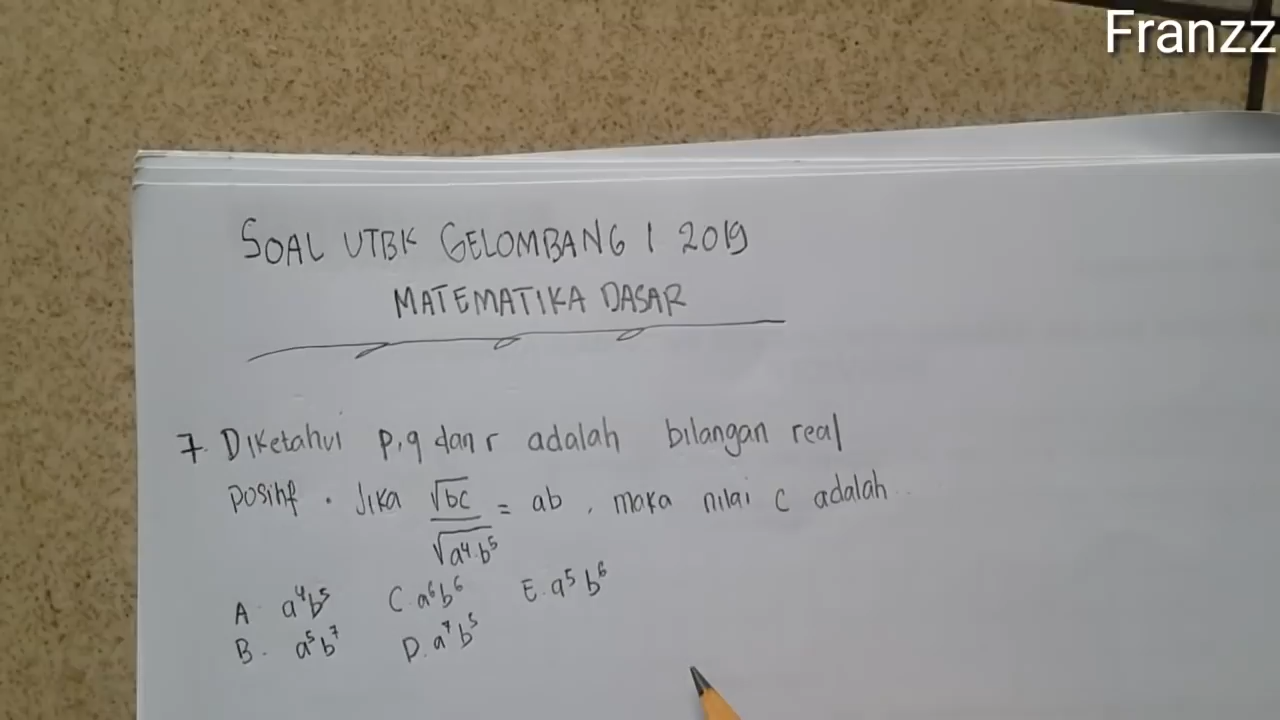 Franzz
SOAL UTBK GELOMBANG 1 2019
MATEMATIKA DASAR
7. Diketahui p,q dan r adalah bilangan real
positif. Jika √bc / √a⁴.b⁵ = ab, maka nilai c adalah..
A. a⁴b⁵ C. a⁶b⁶ E. a⁵b⁶
B. a⁵b⁷ D. a⁷b⁵